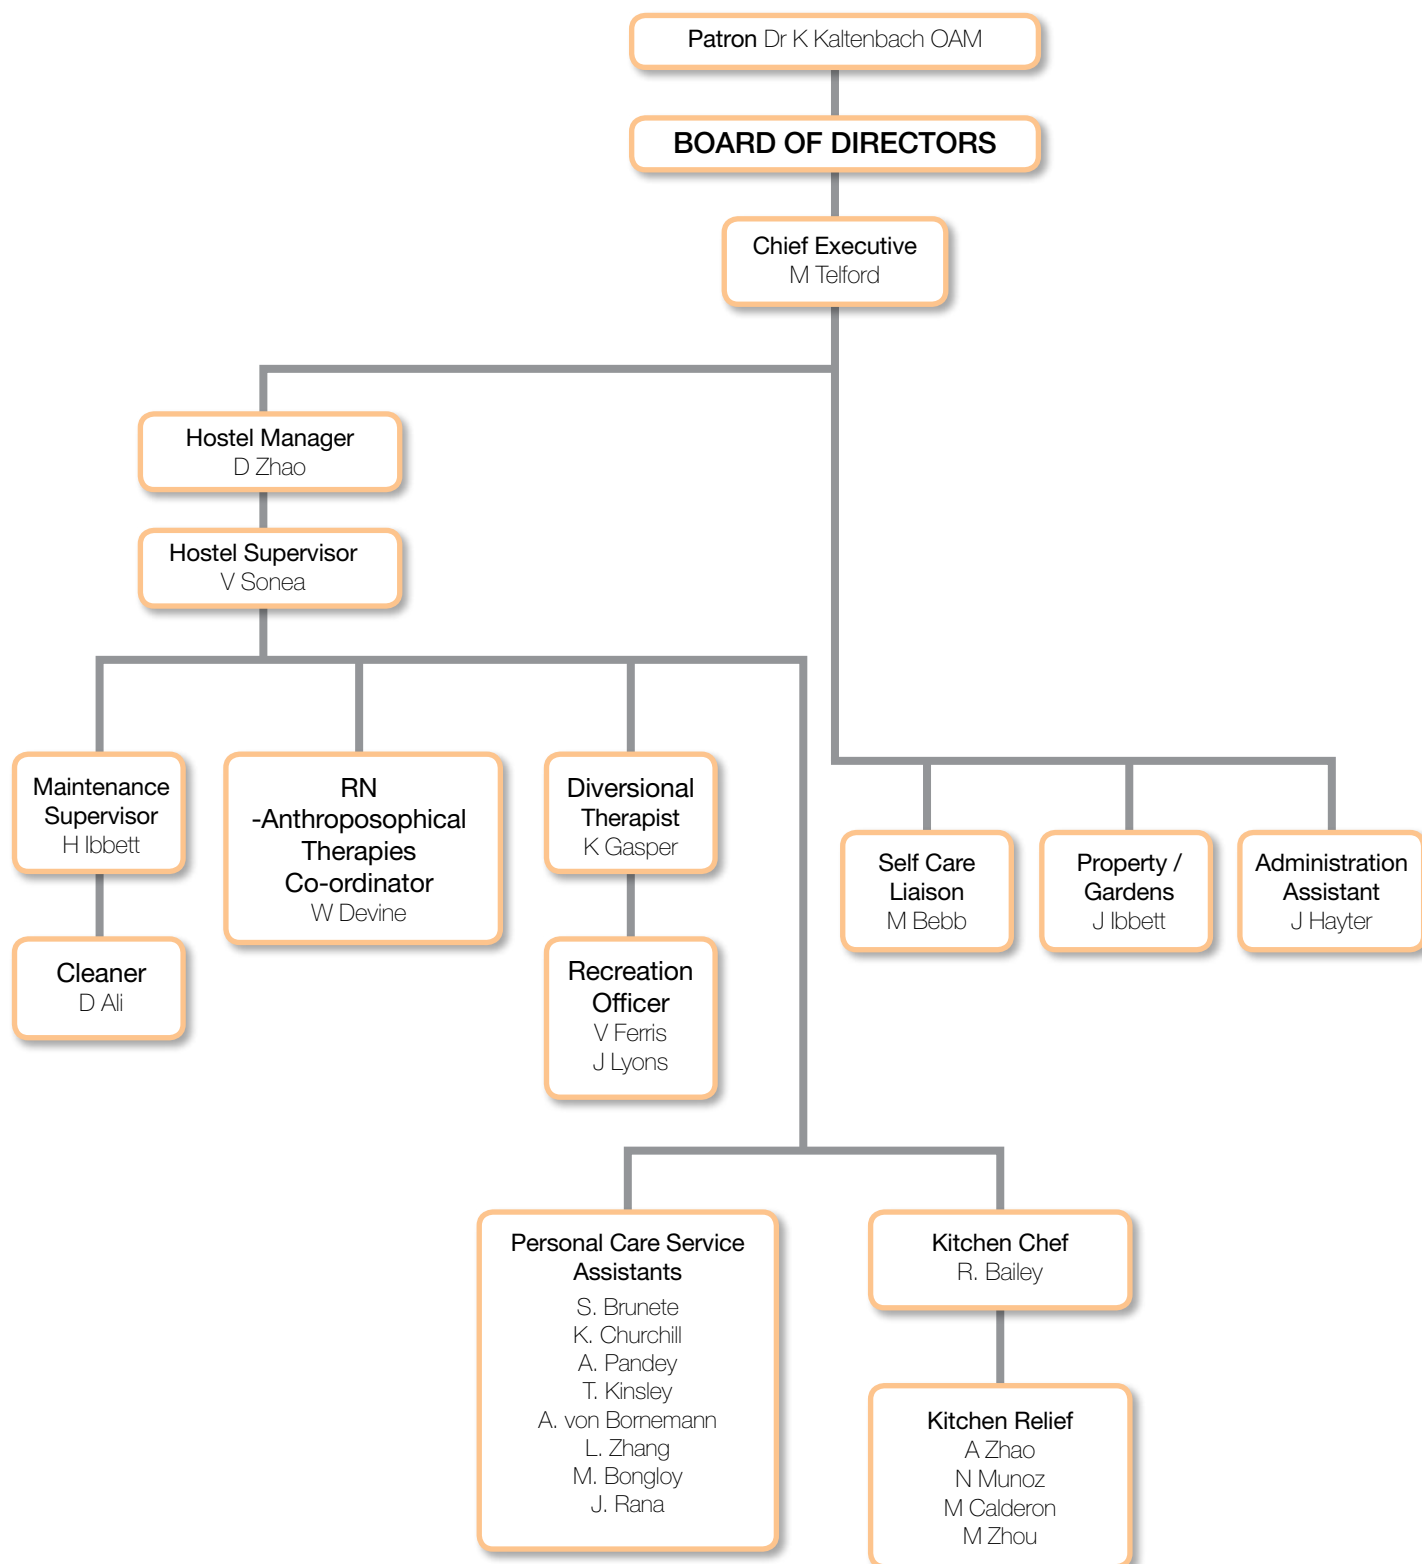 Patron Dr K Kaltenbach OAM
BOARD OF DIRECTORS
Chief Executive
M Telford
Hostel Manager
D Zhao
Hostel Supervisor
V Sonea
Maintenance
Supervisor
H Ibbett
RN
-Anthroposophical
Therapies
Co-ordinator
W Devine
Diversional
Therapist
K Gasper
Self Care
Liaison
M Bebb
Property /
Gardens
J Ibbett
Administration
Assistant
J Hayter
Cleaner
D Ali
Recreation
Officer
V Ferris
J Lyons
Personal Care Service
Assistants
S. Brunete
K. Churchill
A. Pandey
T. Kinsley
A. von Bornemann
L. Zhang
M. Bongloy
J. Rana
Kitchen Chef
R. Bailey
Kitchen Relief
A Zhao
N Munoz
M Calderon
M Zhou